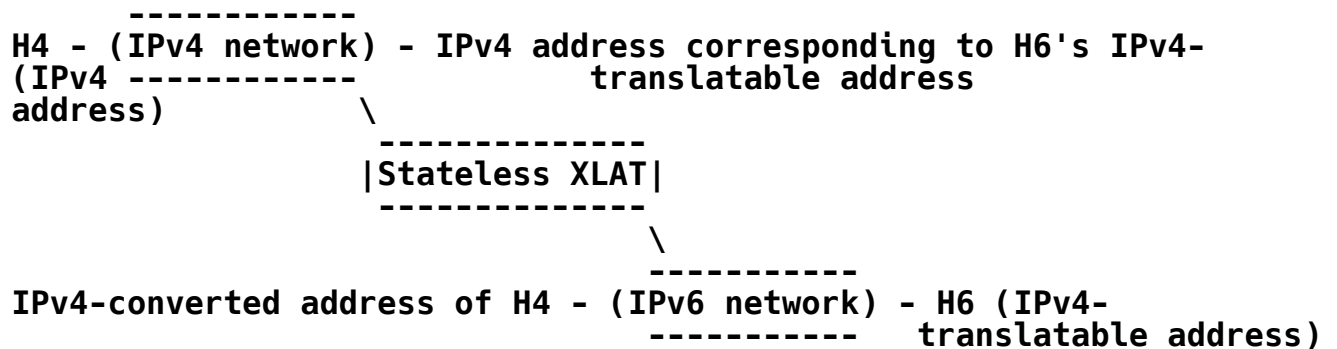 ------------
H4 - (IPv4 network) - IPv4 address corresponding to H6's IPv4-
(IPv4 ------------             translatable address
address)           \
                    --------------
                   |Stateless XLAT|
                    --------------
                                  \
                                  -----------
IPv4-converted address of H4 - (IPv6 network) - H6 (IPv4-
                                  -----------   translatable address)